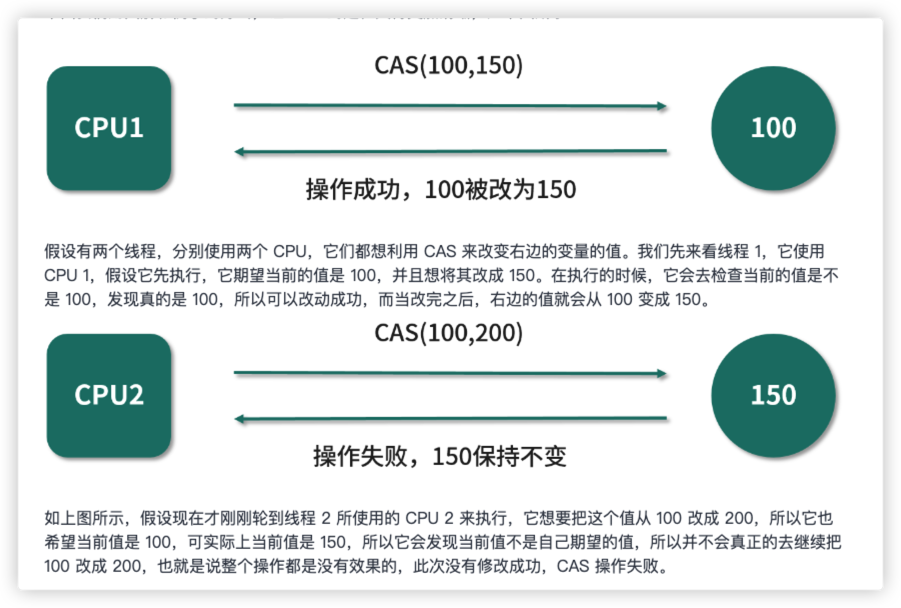 CAS(100,150)
CPU1
100
操作成功，100被改为150
假设有两个线程，分别使用两个 CPU，它们都想利用 CAS 来改变右边的变量的值。我们先来看线程 1，它使用
CPU 1，假设它先执行，它期望当前的值是 100，并且想将其改成 150。在执行的时候，它会去检查当前的值是不
是 100，发现真的是 100，所以可以改动成功，而当改完之后，右边的值就会从 100 变成 150。
CAS(100,200)
CPU2
150
操作失败，150保持不变
如上图所示，假设现在才刚刚轮到线程 2 所使用的 CPU 2 来执行，它想要把这个值从 100 改成 200，所以它也
希望当前值是 100，可实际上当前值是 150，所以它会发现当前值不是自己期望的值，所以并不会真正的去继续把
100 改成 200，也就是说整个操作都是没有效果的，此次没有修改成功，CAS 操作失败。